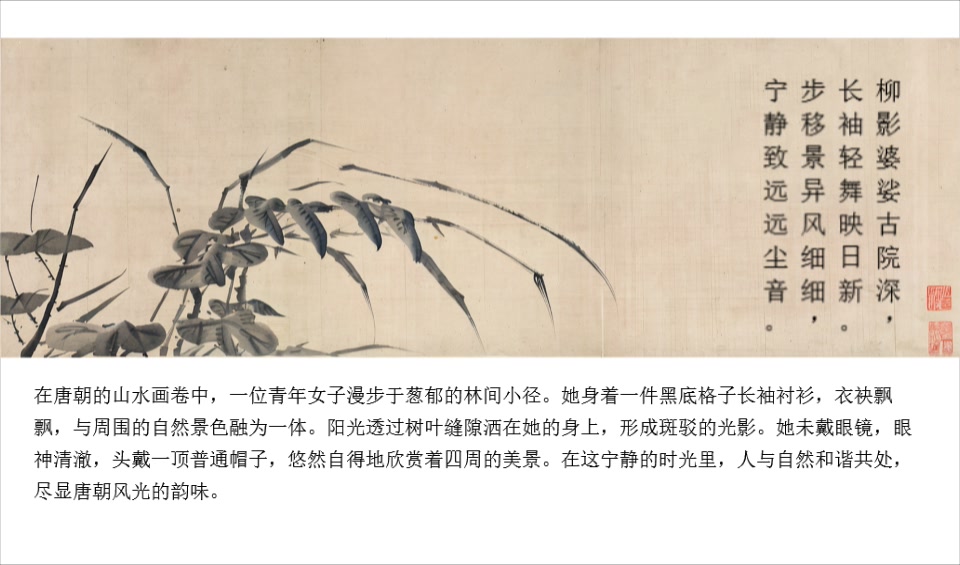 柳影婆娑古院深，
长袖轻舞映日新。
步移景异风细细，
宁静致远远尘音。
在唐朝的山水画卷中，一位青年女子漫步于葱郁的林间小径。她身着一件黑底格子长袖衬衫，衣袂飘
飘，与周围的自然景色融为一体。阳光透过树叶缝隙洒在她的身上，形成斑驳的光影。她未戴眼镜，眼
神清澈，头戴一顶普通帽子，悠然自得地欣赏着四周的美景。在这宁静的时光里，人与自然和谐共处，
尽显唐朝风光的韵味。